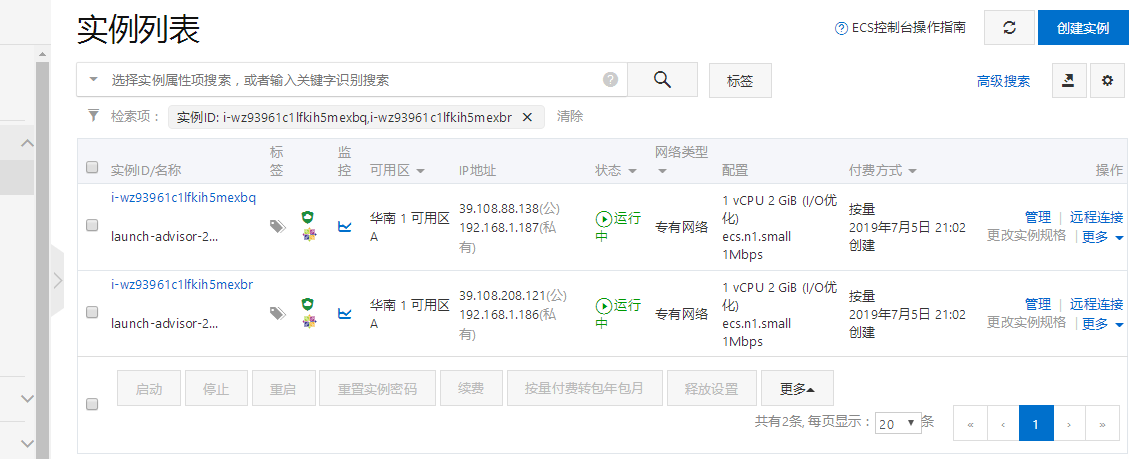 实例列表
ECS控制台操作指南
创建实例
选择实例属性项搜索，或者输入关键字识别搜索
标签
高级搜索
检索项：
实例ID: i-wz93961c1lfkih5mexbq,i-wz93961c1lfkih5mexbr
清除
实例ID/名称
标签
监控
可用区
IP地址
状态
网络类型
配置
付费方式
操作
i-wz93961c1lfkih5mexbq
launch-advisor-2...
华南 1 可用区
A
39.108.88.138(公)
192.168.1.187(私
有)
运行
中
专有网络
1 vCPU 2 GiB (I/O优
化)
ecs.n1.small
1Mbps
按量
2019年7月5日 21:02
创建
管理 | 远程连接
更改实例规格 | 更多
i-wz93961c1lfkih5mexbr
launch-advisor-2...
华南 1 可用区
A
39.108.208.121(公)
192.168.1.186(私
有)
运行
中
专有网络
1 vCPU 2 GiB (I/O优
化)
ecs.n1.small
1Mbps
按量
2019年7月5日 21:02
创建
管理 | 远程连接
更改实例规格 | 更多
启动
停止
重启
重置实例密码
续费
按量付费转包年包月
释放设置
更多
共有2条, 每页显示：20条
« ‹ 1 › »